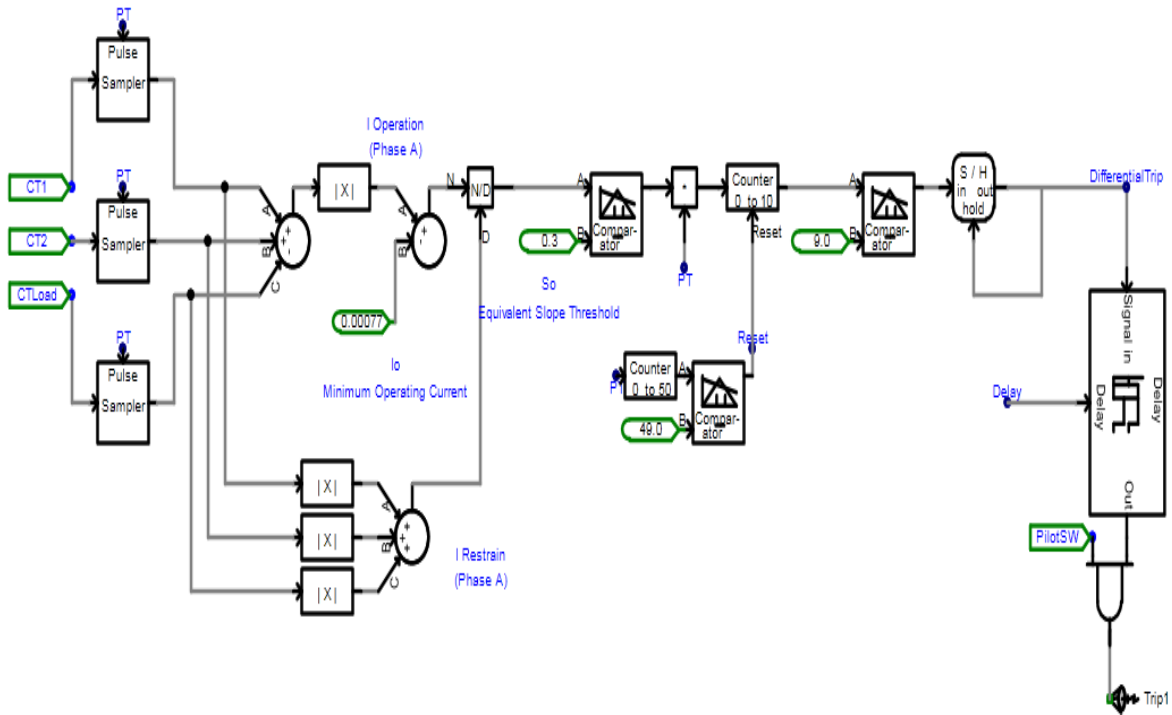 PT
Pulse
Sampler
I Operation
(Phase A)
CT1
PT
Pulse
Sampler
CT2
CTLoad
PT
Pulse
Sampler
A
B
C
+
-
-
|X|
A
B
+
-
N
N/D
D
0.00077
Io
Minimum Operating Current
A
B
Compar-
ator
0.3
So
Equivalent Slope Threshold
*
PT
Counter
0 to 10
Reset
Reset
A
B
Compar-
ator
9.0
S / H
in out
hold
DifferentialTrip
Counter
0 to 50
A
B
Compar-
ator
49.0
Delay
Signal in
Delay
Delay
Out
PilotSW
Trip1
|X|
|X|
|X|
A
B
C
+
+
+
I Restrain
(Phase A)